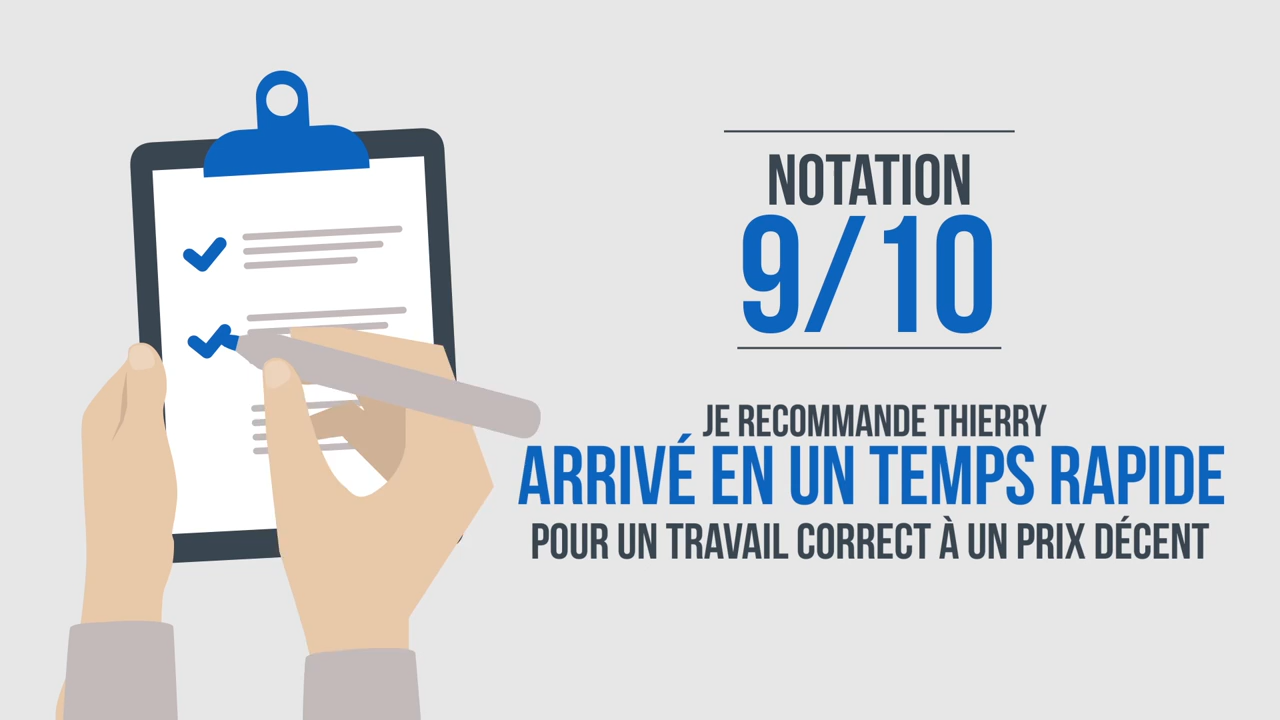 NOTATION
9/10
JE RECOMMANDE THIERRY
ARRIVÉ EN UN TEMPS RAPIDE
POUR UN TRAVAIL CORRECT À UN PRIX DÉCENT